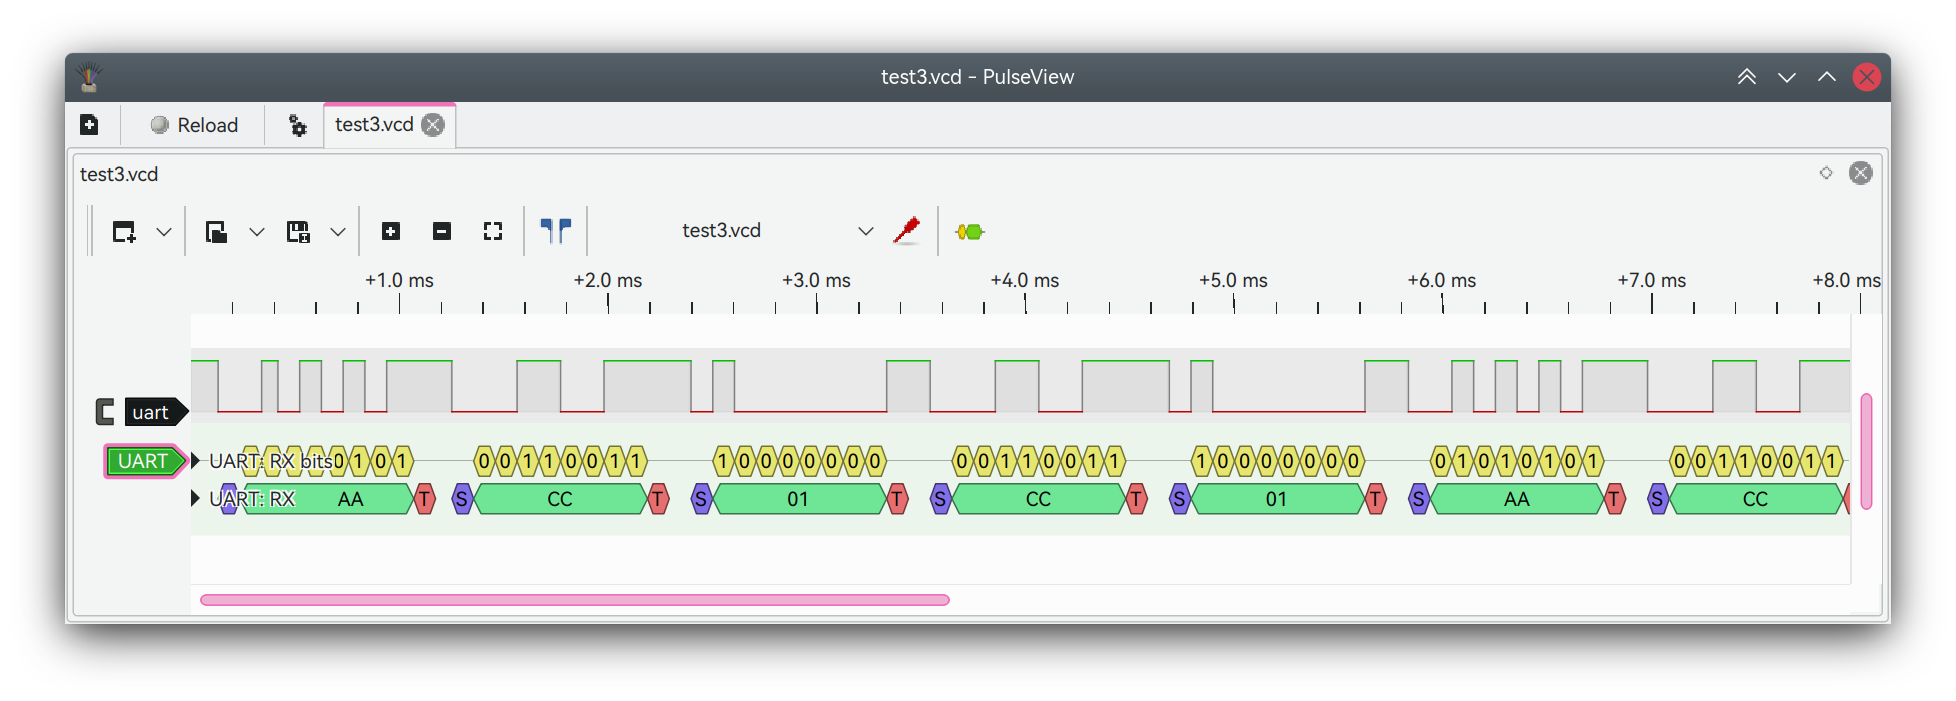 test3.vcd - PulseView
Reload test3.vcd
test3.vcd
test3.vcd
+1.0 ms +2.0 ms +3.0 ms +4.0 ms +5.0 ms +6.0 ms +7.0 ms +8.0 ms
uart
UART UART: RX bits 0 1 0 1 0 0 1 1 0 0 1 1 1 0 0 0 0 0 0 0 0 0 1 1 0 0 1 1 1 0 0 0 0 0 0 0 0 1 0 1 0 1 0 1 0 0 1 1 0 0 1 1
UART: RX AA T S CC T S 01 T S CC T S 01 T S AA T S CC